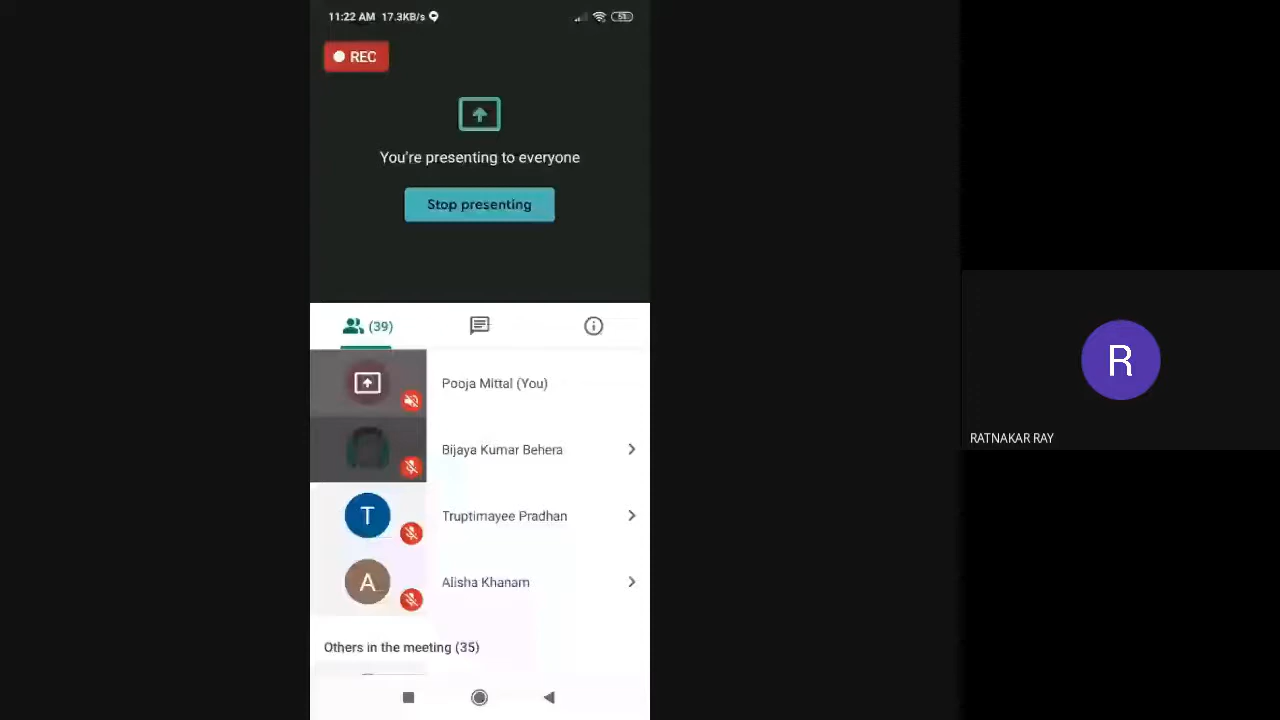 11:22 AM 17.3KB/s
51
REC
You're presenting to everyone
Stop presenting
(39)
Pooja Mittal (You)
Bijaya Kumar Behera
T
Truptimayee Pradhan
A
Alisha Khanam
Others in the meeting (35)
R
RATNAKAR RAY